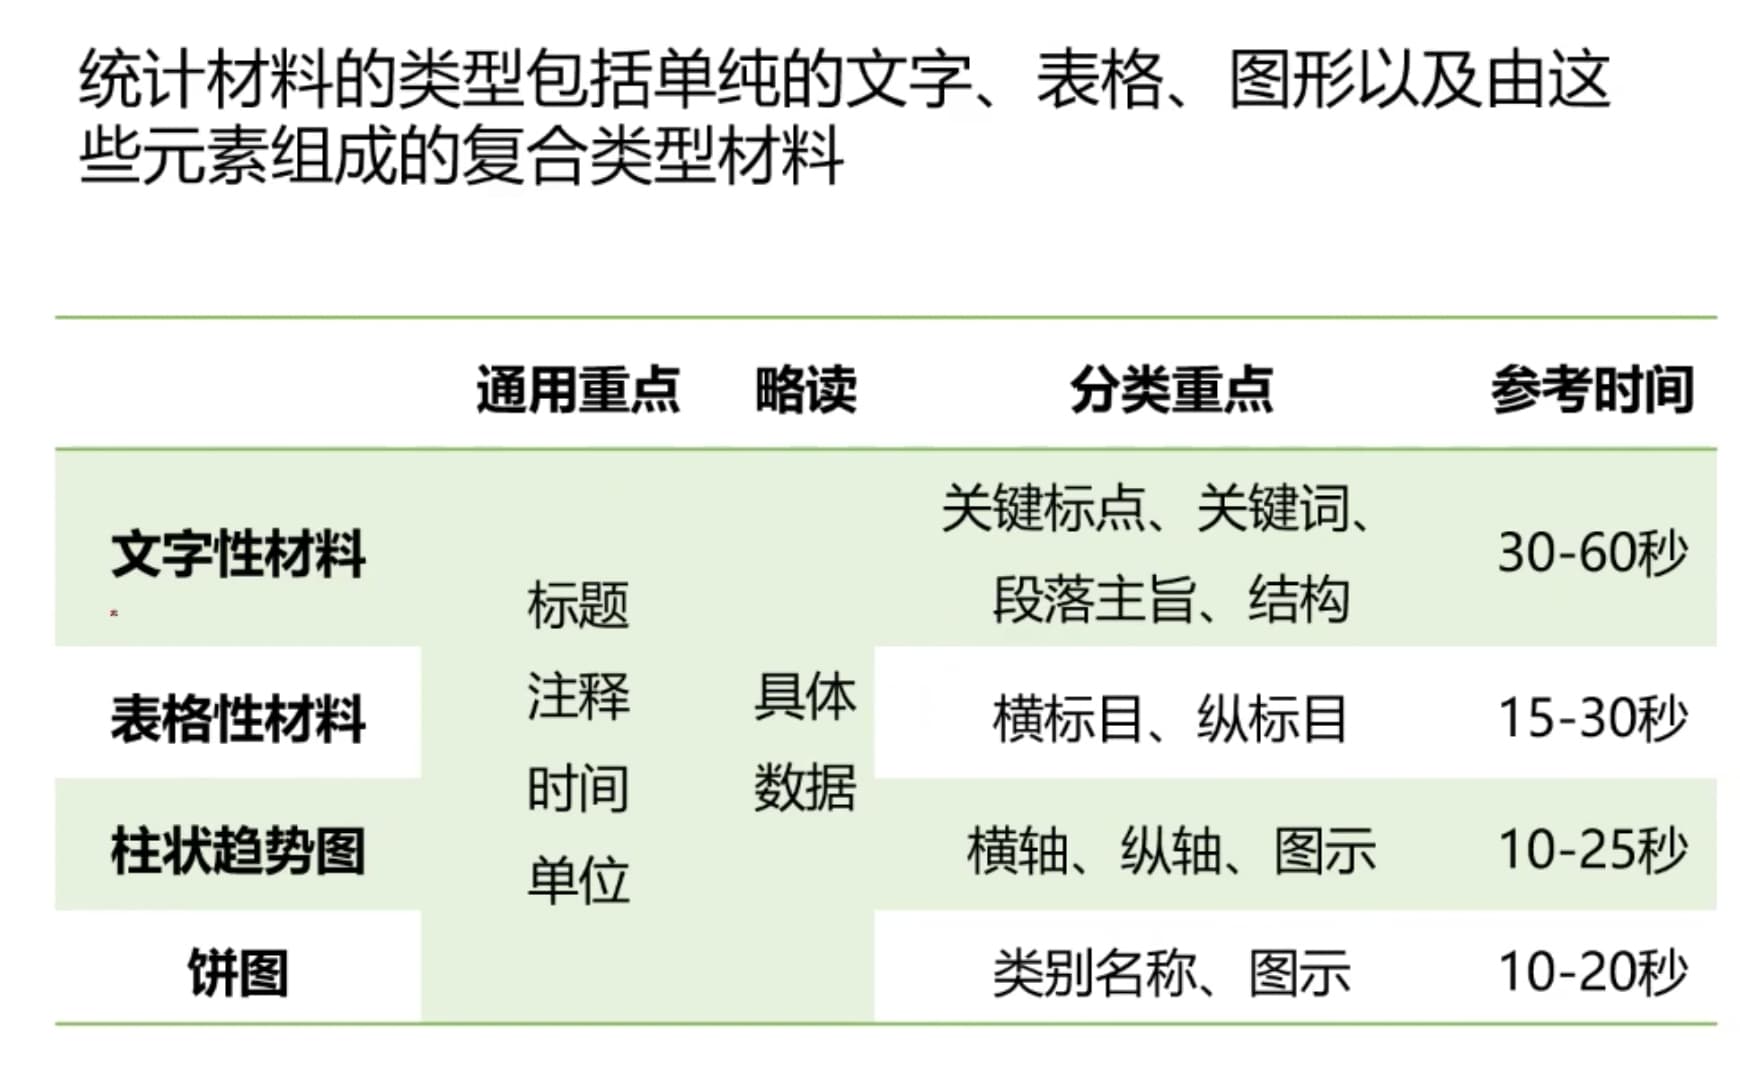 统计材料的类型包括单纯的文字、表格、图形以及由这
些元素组成的复合类型材料
通用重点 略读 分类重点 参考时间
文字性材料 关键标点、关键词、
段落主旨、结构 30-60秒
标题
注释
时间
单位
具体
数据
表格性材料 横标目、纵标目 15-30秒
柱状趋势图 横轴、纵轴、图示 10-25秒
饼图 类别名称、图示 10-20秒